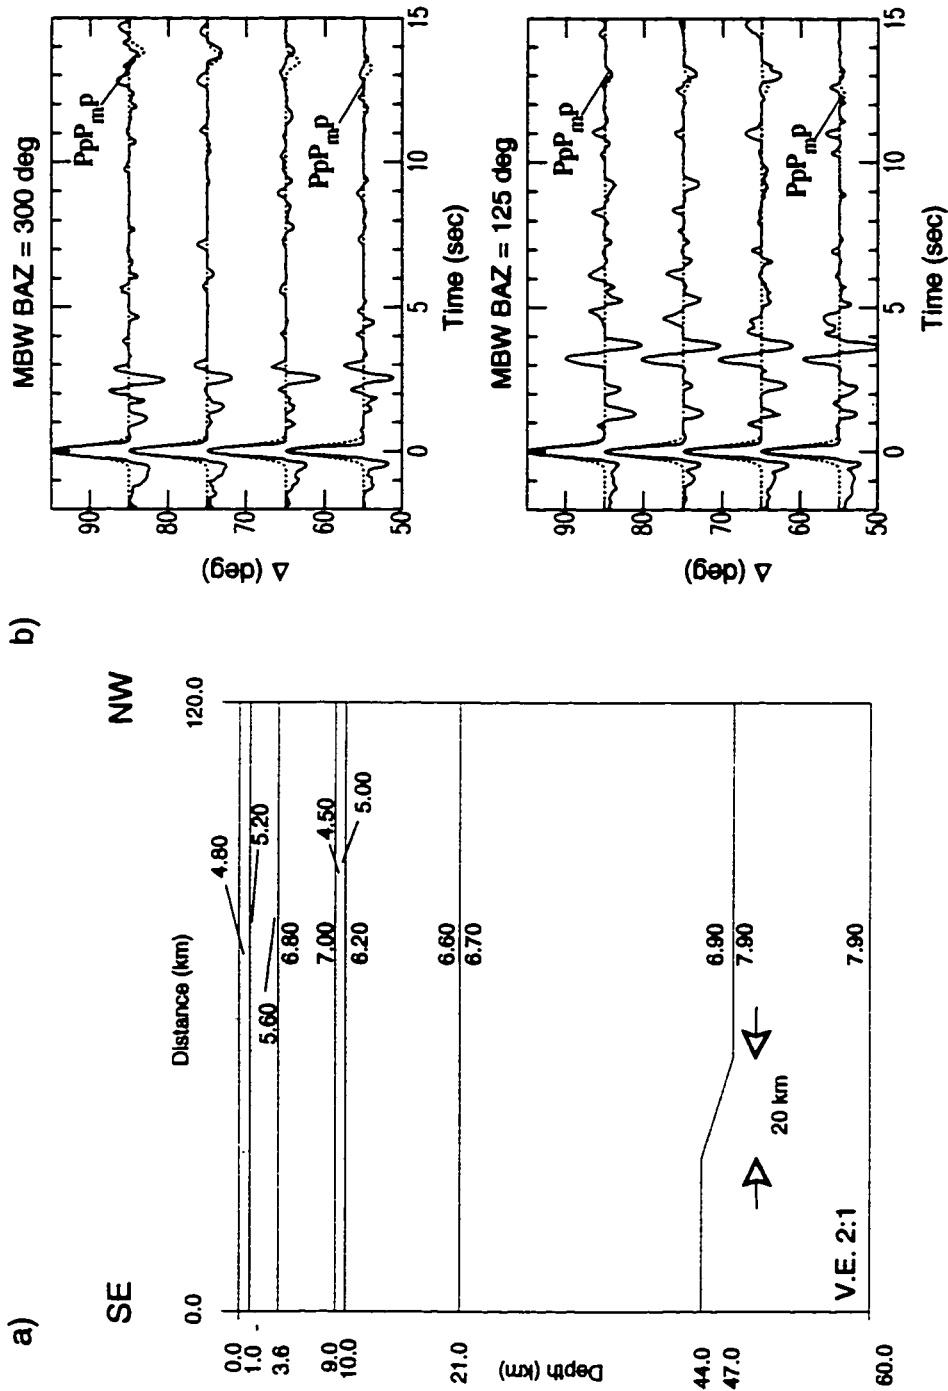 a)
SE
NW
Distance (km)
0.0
120.0
0.0
1.0
3.6
9.0
10.0
21.0
44.0
47.0
60.0
Depth (km)
4.80
5.20
5.60
6.80
7.00
4.50
5.00
6.20
6.60
6.70
6.90
7.90
7.90
20 km
V.E. 2:1
b)
MBW BAZ = 300 deg
Δ (deg)
90
80
70
60
50
PpPmp
PpPmp
0
5
10
15
Time (sec)
MBW BAZ = 125 deg
Δ (deg)
90
80
70
60
50
PpPmp
PpPmp
0
5
10
15
Time (sec)